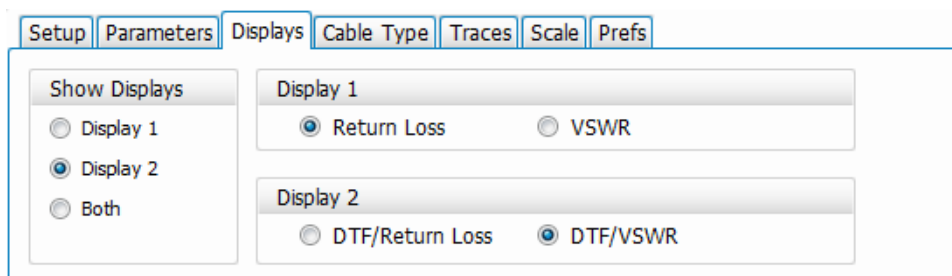 Setup Parameters Displays Cable Type Traces Scale Prefs
Show Displays
Display 1
Display 2
Both
Display 1
Return Loss VSWR
Display 2
DTF/Return Loss DTF/VSWR